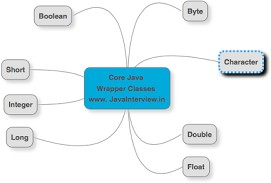 Boolean
Byte
Short
Core Java
Wrapper Classes
www. JavaInterview.in
Character
Integer
Long
Double
Float